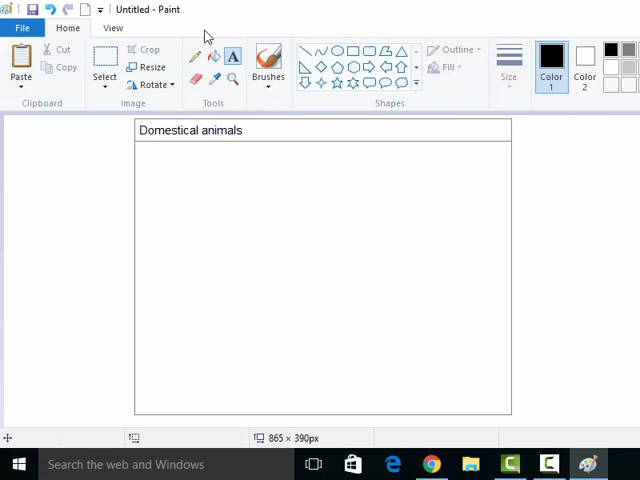 Untitled - Paint
File Home View
Cut Crop Outline
Copy Resize Fill
Paste Select Rotate Brushes Size Color 1 Color 2
Clipboard Image Tools Shapes
Domestical animals
865 × 390px
Search the web and Windows